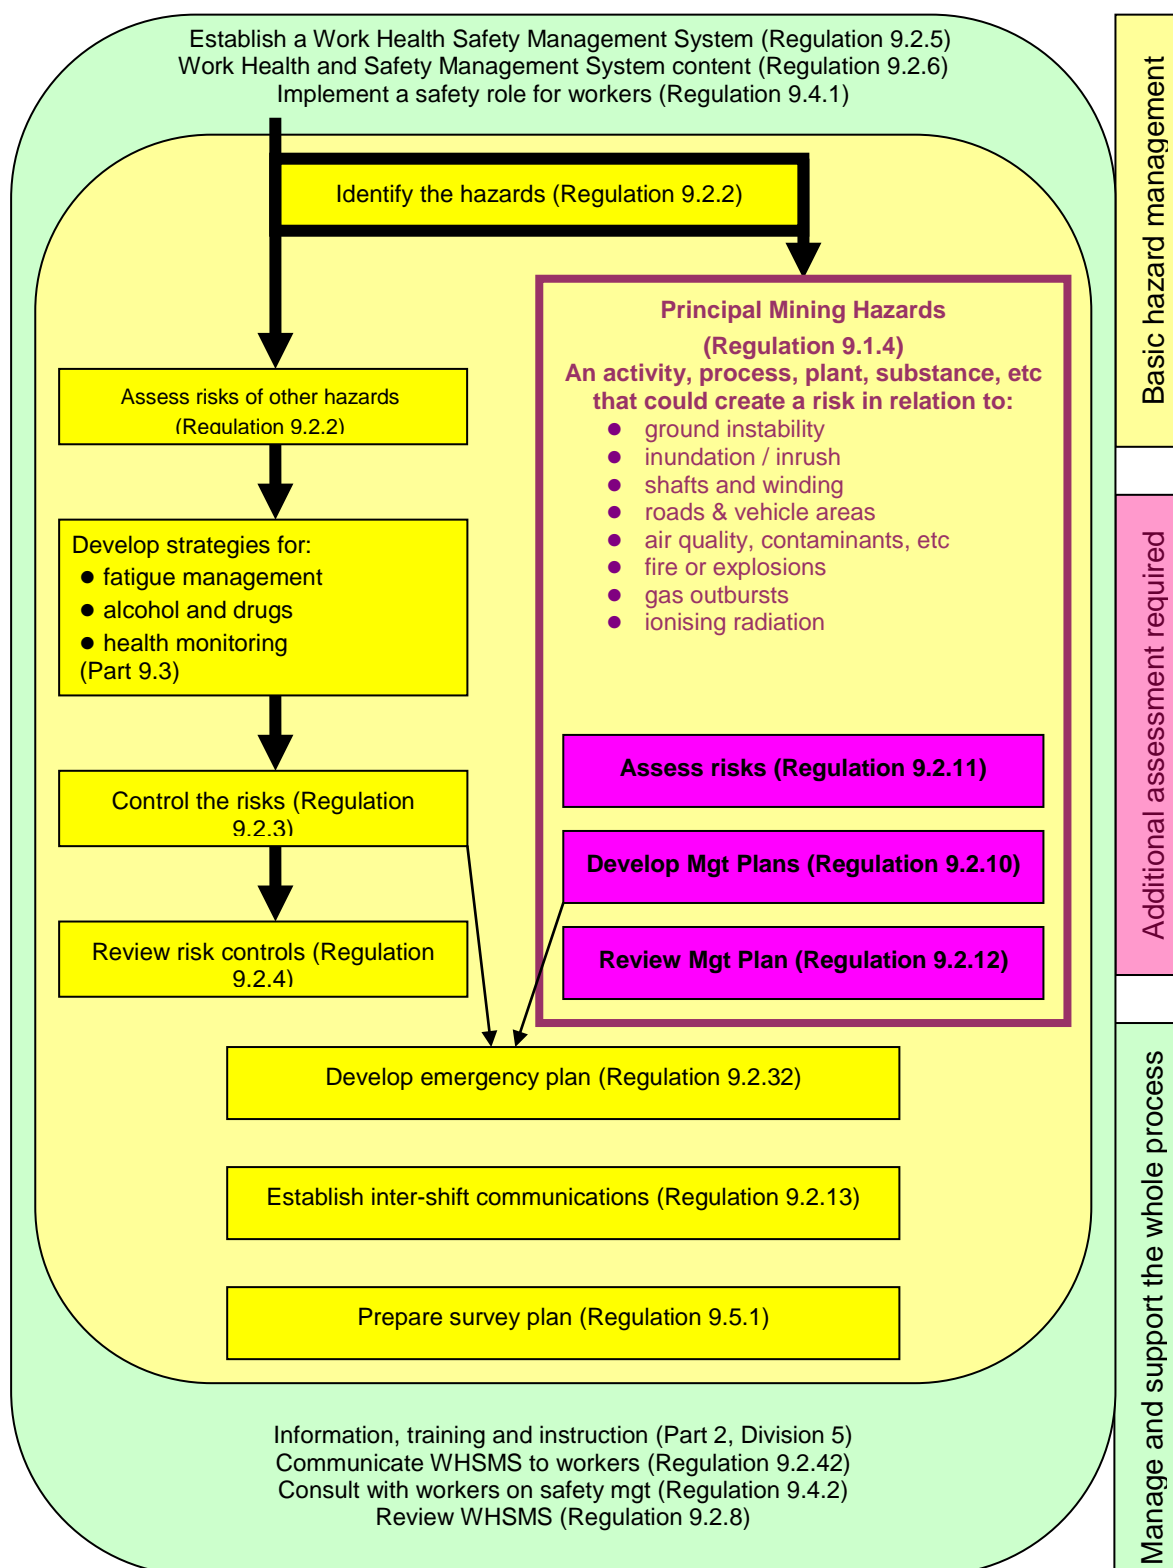 Establish a Work Health Safety Management System (Regulation 9.2.5)
Work Health and Safety Management System content (Regulation 9.2.6)
Implement a safety role for workers (Regulation 9.4.1)
Identify the hazards (Regulation 9.2.2)
Assess risks of other hazards
(Regulation 9.2.2)
Develop strategies for:
● fatigue management
● alcohol and drugs
● health monitoring
(Part 9.3)
Control the risks (Regulation
9.2.3)
Review risk controls (Regulation
9.2.4)
Principal Mining Hazards
(Regulation 9.1.4)
An activity, process, plant, substance, etc
that could create a risk in relation to:
● ground instability
● inundation / inrush
● shafts and winding
● roads & vehicle areas
● air quality, contaminants, etc
● fire or explosions
● gas outbursts
● ionising radiation
Assess risks (Regulation 9.2.11)
Develop Mgt Plans (Regulation 9.2.10)
Review Mgt Plan (Regulation 9.2.12)
Develop emergency plan (Regulation 9.2.32)
Establish inter-shift communications (Regulation 9.2.13)
Prepare survey plan (Regulation 9.5.1)
Information, training and instruction (Part 2, Division 5)
Communicate WHSMS to workers (Regulation 9.2.42)
Consult with workers on safety mgt (Regulation 9.4.2)
Review WHSMS (Regulation 9.2.8)
Basic hazard management
Additional assessment required
Manage and support the whole process